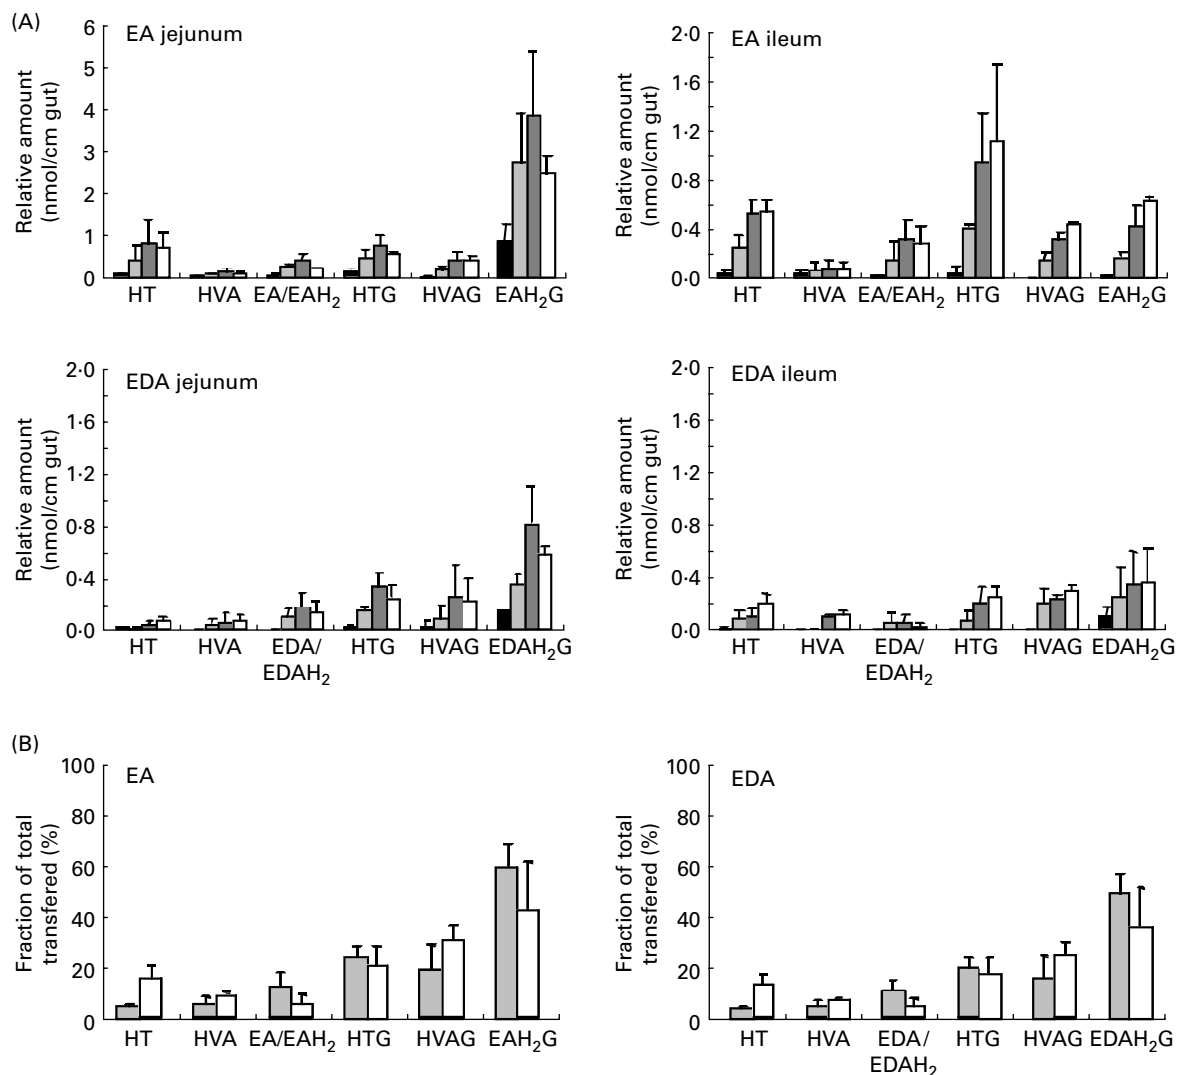 (A)
EA jejunum
Relative amount
(nmol/cm gut)
6
5
4
3
2
1
0
HT
HVA
EA/EAH₂
HTG
HVAG
EAH₂G
EA ileum
Relative amount
(nmol/cm gut)
2·0
1·6
1·2
0·8
0·4
0·0
HT
HVA
EA/EAH₂
HTG
HVAG
EAH₂G
EDA jejunum
Relative amount
(nmol/cm gut)
2·0
1·6
1·2
0·8
0·4
0·0
HT
HVA
EDA/
EDAH₂
HTG
HVAG
EDAH₂G
EDA ileum
Relative amount
(nmol/cm gut)
2·0
1·6
1·2
0·8
0·4
0·0
HT
HVA
EDA/
EDAH₂
HTG
HVAG
EDAH₂G
(B)
EA
Fraction of total
transfered (%)
100
80
60
40
20
0
HT
HVA
EA/EAH₂
HTG
HVAG
EAH₂G
EDA
Fraction of total
transfered (%)
100
80
60
40
20
0
HT
HVA
EDA/
EDAH₂
HTG
HVAG
EDAH₂G